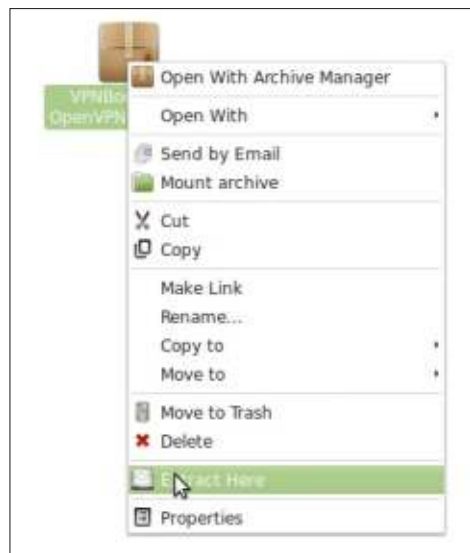 Open With Archive Manager
OpenVPN
Open With
Send by Email
Mount archive
Cut
Copy
Make Link
Rename...
Copy to
Move to
Move to Trash
Delete
Extract Here
Properties